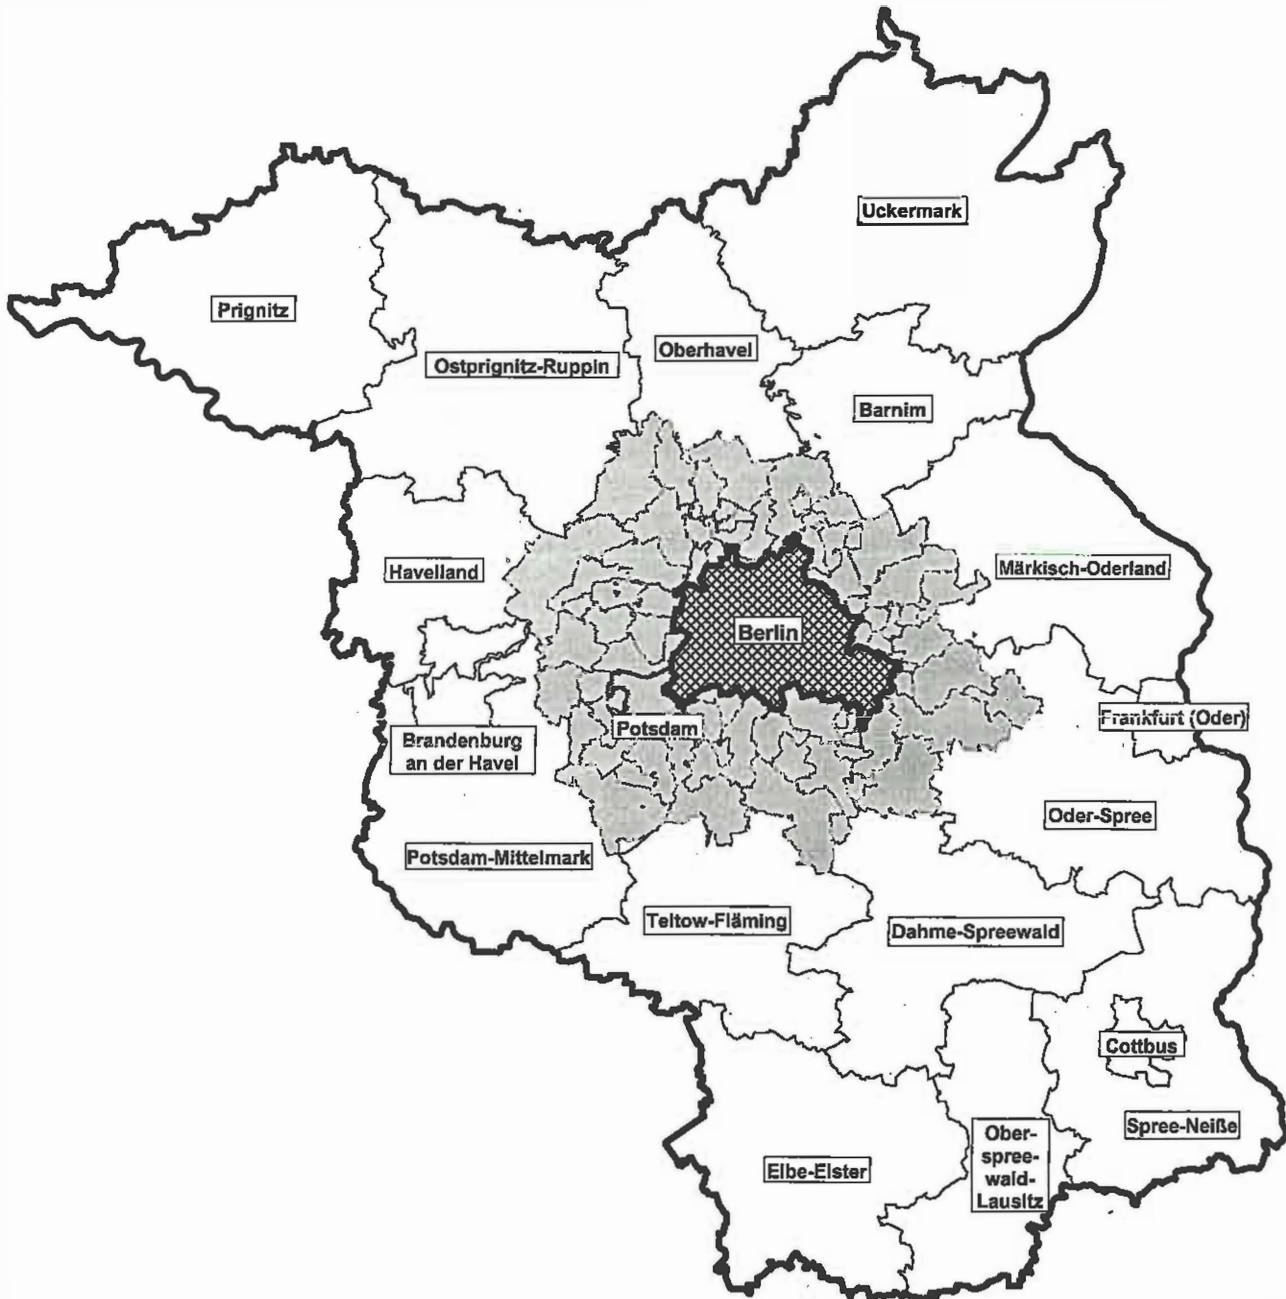 Uckermark
Prignitz
Oberhavel
Ostprignitz-Ruppin
Barnim
Havelland
Märkisch-Oderland
Berlin
Frankfurt (Oder)
Potsdam
Brandenburg
an der Havel
Oder-Spree
Potsdam-Mittelmark
Teltow-Fläming
Dahme-Spreewald
Cottbus
Spree-Neiße
Ober-
spree-
wald-
Lausitz
Elbe-Elster